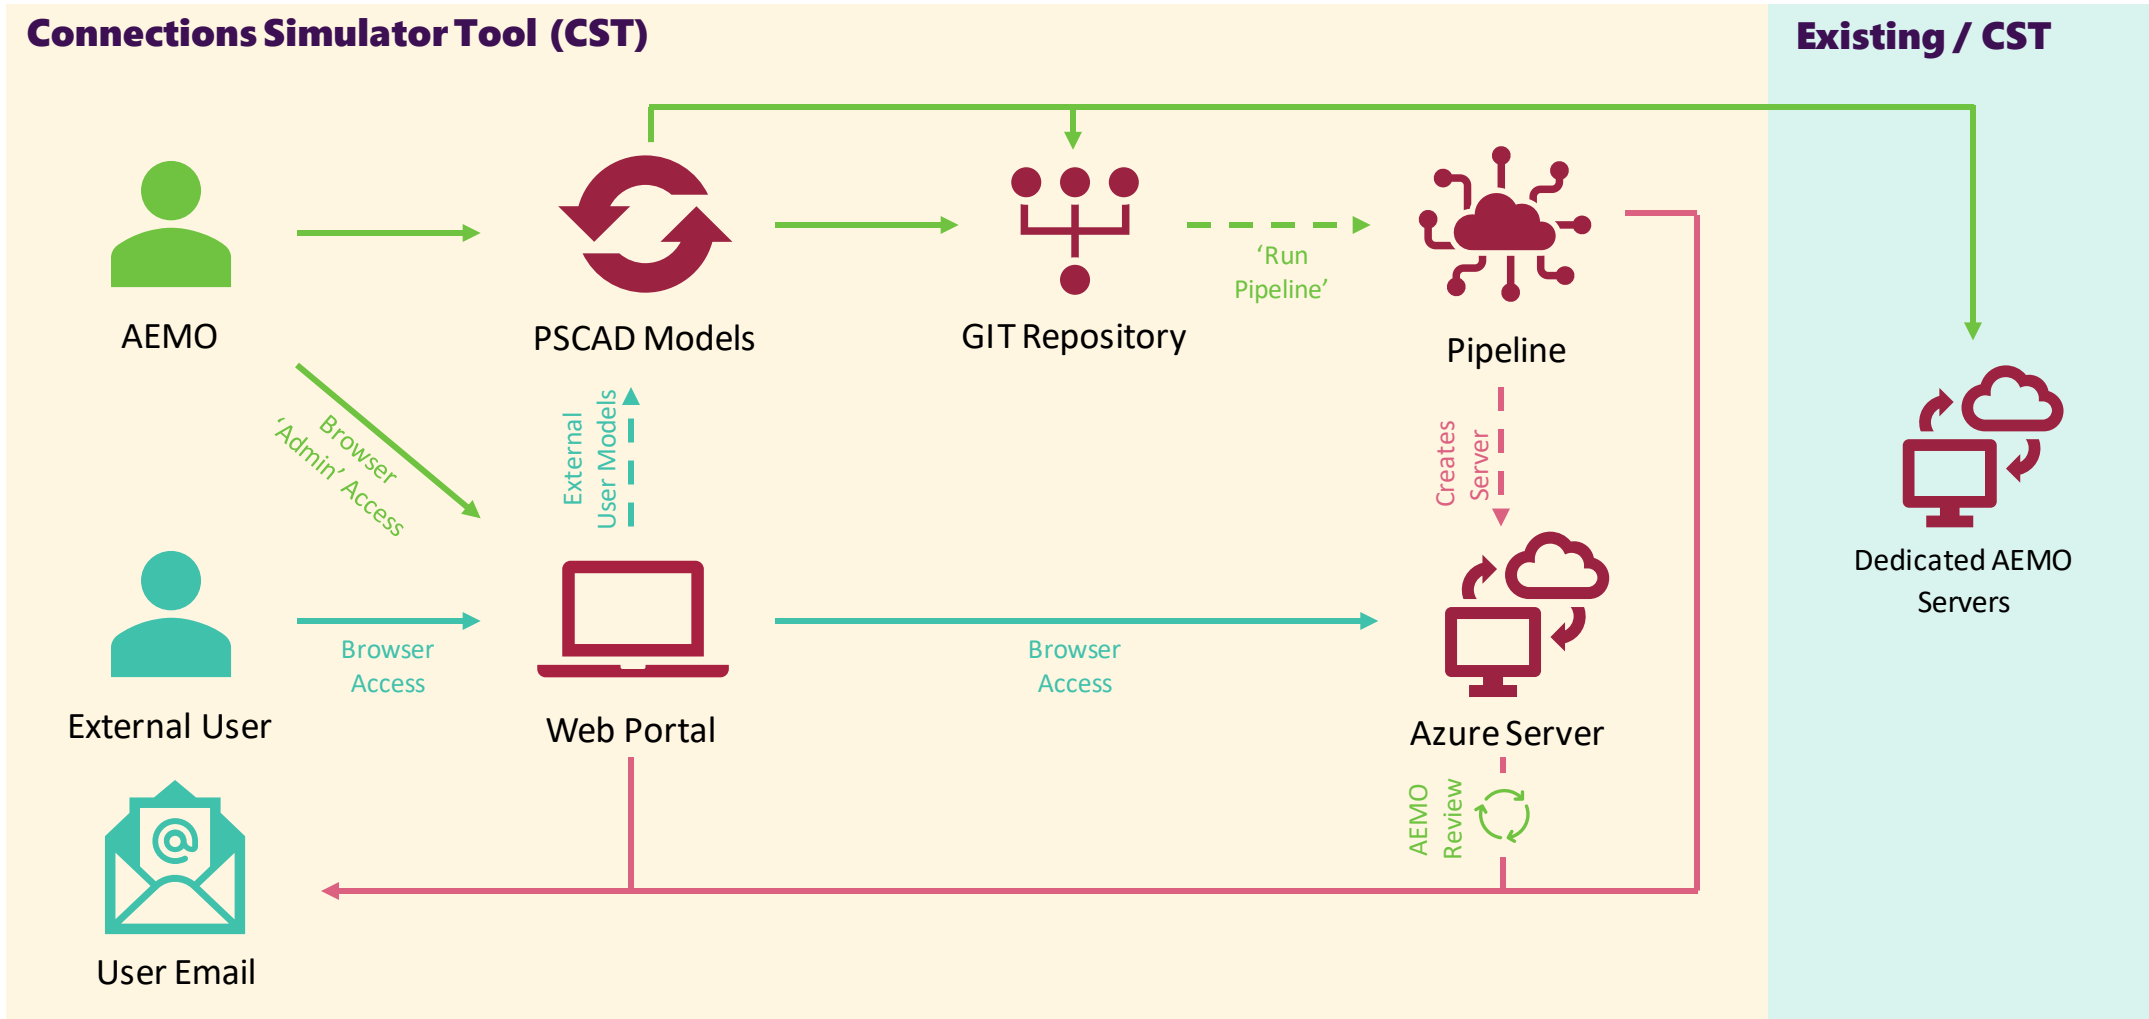 Connections Simulator Tool (CST)
Existing / CST
AEMO
PSCAD Models
GIT Repository
‘Run
Pipeline’
Pipeline
Browser
‘Admin’ Access
External
User Models
Creates
Server
Dedicated AEMO
Servers
External User
Browser
Access
Web Portal
Browser
Access
Azure Server
AEMO
Review
User Email